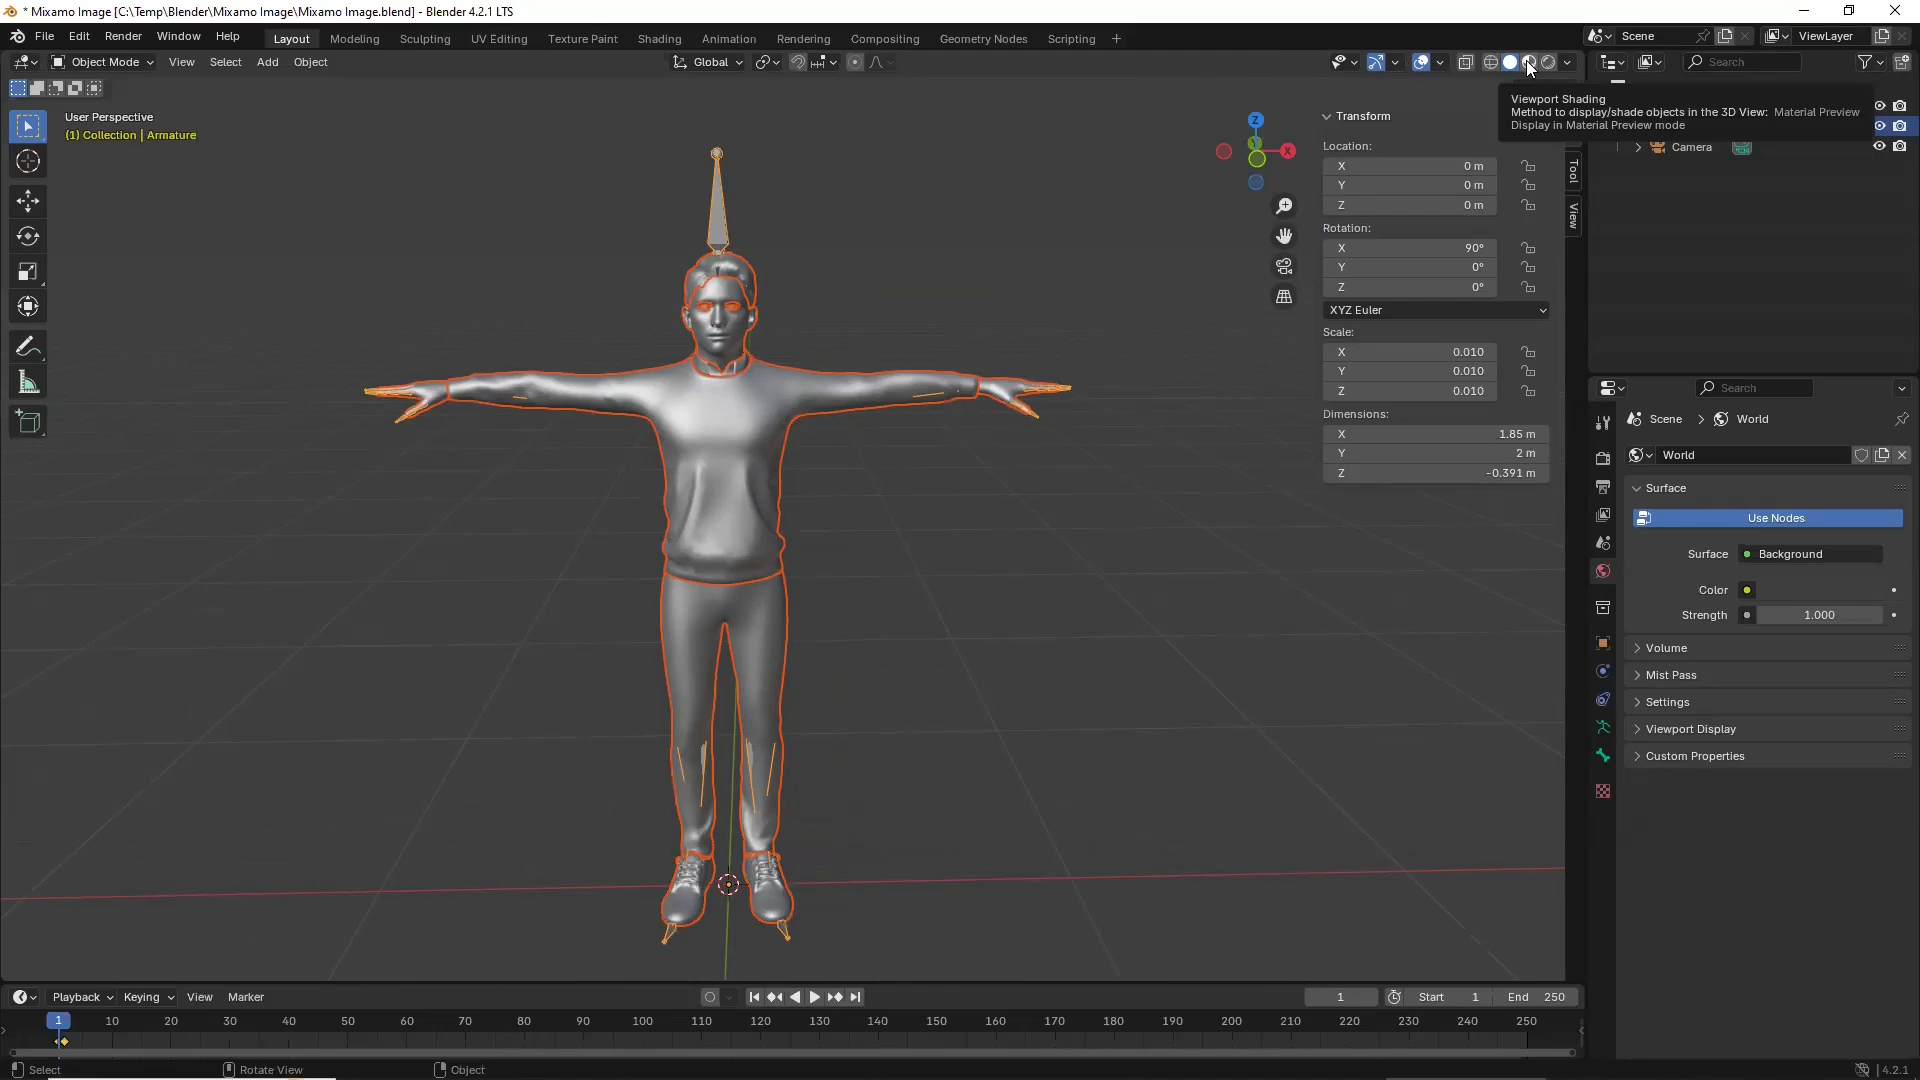 * Mixamo Image [C:\Temp\Blender\Mixamo Image\Mixamo Image.blend] - Blender 4.2.1 LTS
File Edit Render Window Help Layout Modeling Sculpting UV Editing Texture Paint Shading Animation Rendering Compositing Geometry Nodes Scripting + Scene ViewLayer
Object Mode View Select Add Object Global Search
User Perspective
(1) Collection | Armature
Z
Y
X
Viewport Shading
Method to display/shade objects in the 3D View: Material Preview
Display in Material Preview mode
Transform
Location:
X 0 m
Y 0 m
Z 0 m
Rotation:
X 90°
Y 0°
Z 0°
XYZ Euler
Scale:
X 0.010
Y 0.010
Z 0.010
Dimensions:
X 1.85 m
Y 2 m
Z -0.391 m
Tool
View
Camera
Search
Scene > World
World
Surface
Use Nodes
Surface Background
Color
Strength 1.000
Volume
Mist Pass
Settings
Viewport Display
Custom Properties
Playback Keying View Marker 1 Start 1 End 250
1 10 20 30 40 50 60 70 80 90 100 110 120 130 140 150 160 170 180 190 200 210 220 230 240 250
Select Rotate View Object 4.2.1